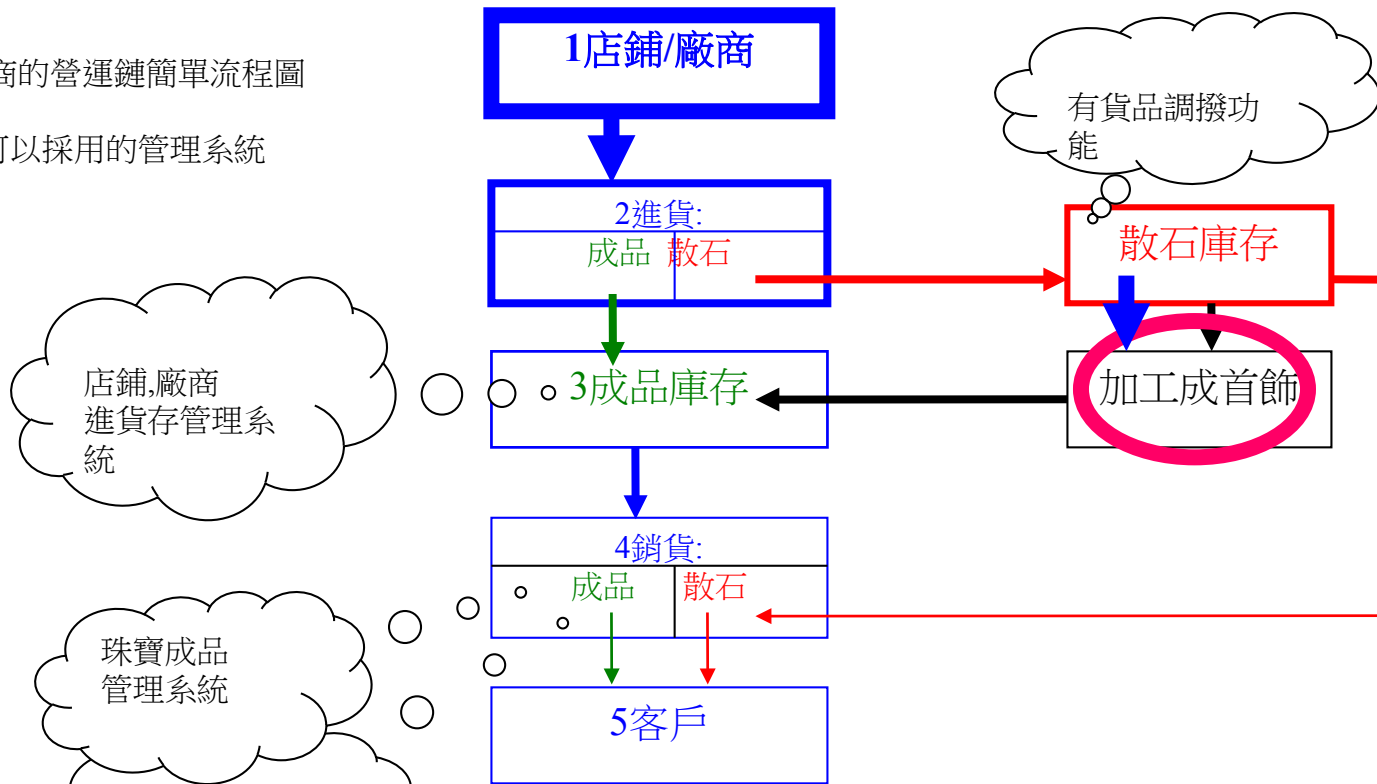 1店鋪/廠商
商的營運鏈簡單流程圖
可以採用的管理系統
有貨品調撥功
能
2進貨:
成品 散石
散石庫存
店鋪,廠商
進貨存管理系
統
3成品庫存
加工成首飾
4銷貨:
成品 散石
珠寶成品
管理系統
5客戶